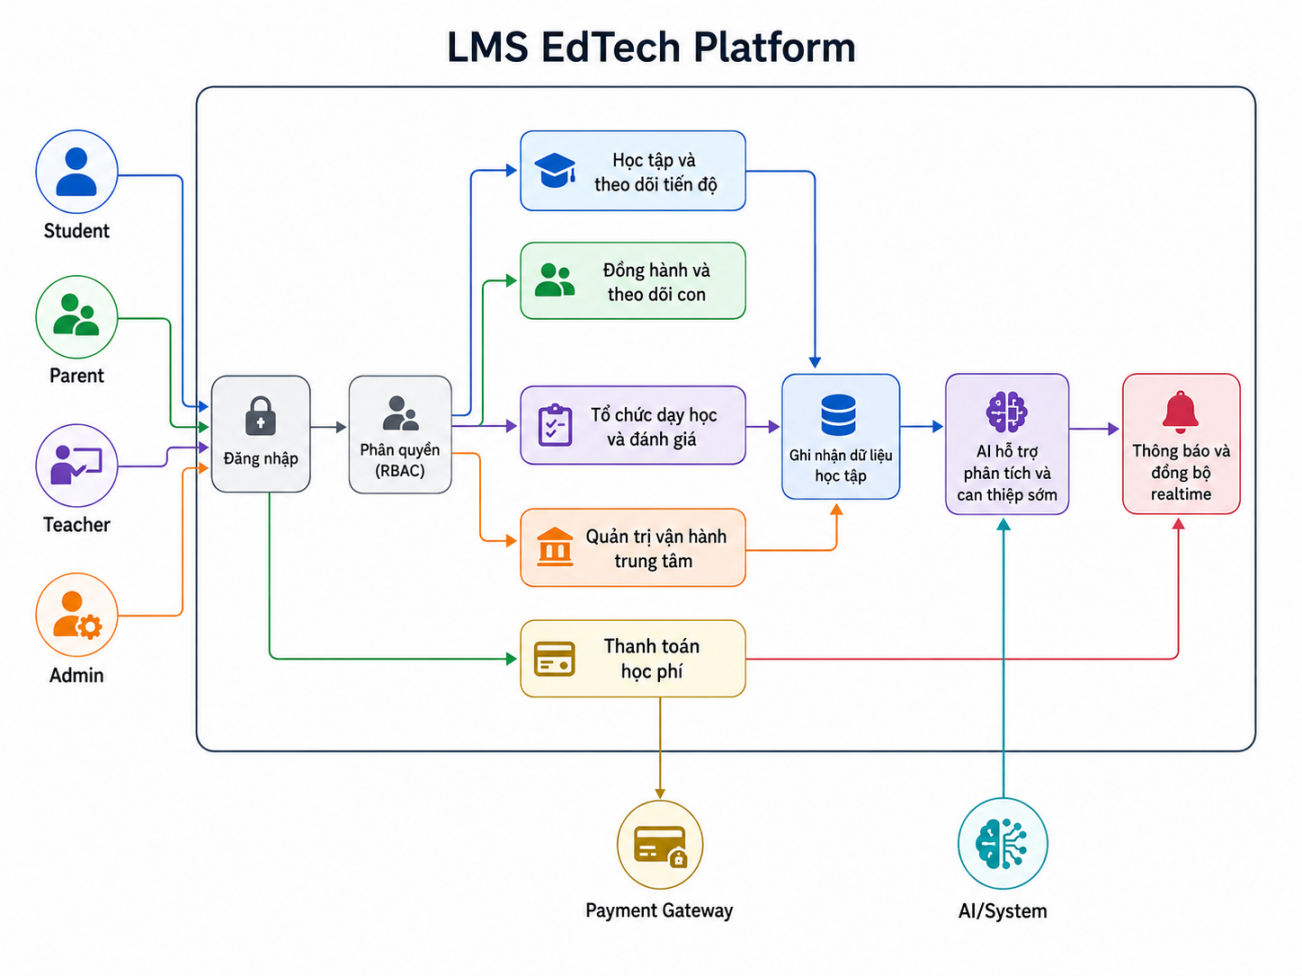 LMS EdTech Platform
Student
Parent
Teacher
Admin
Đăng nhập
Phân quyền
(RBAC)
Học tập và
theo dõi tiến độ
Đồng hành và
theo dõi con
Tổ chức dạy học
và đánh giá
Quản trị vận hành
trung tâm
Thanh toán
học phí
Ghi nhận dữ liệu
học tập
AI hỗ trợ
phân tích và
can thiệp sớm
Thông báo và
đồng bộ
realtime
Payment Gateway
AI/System